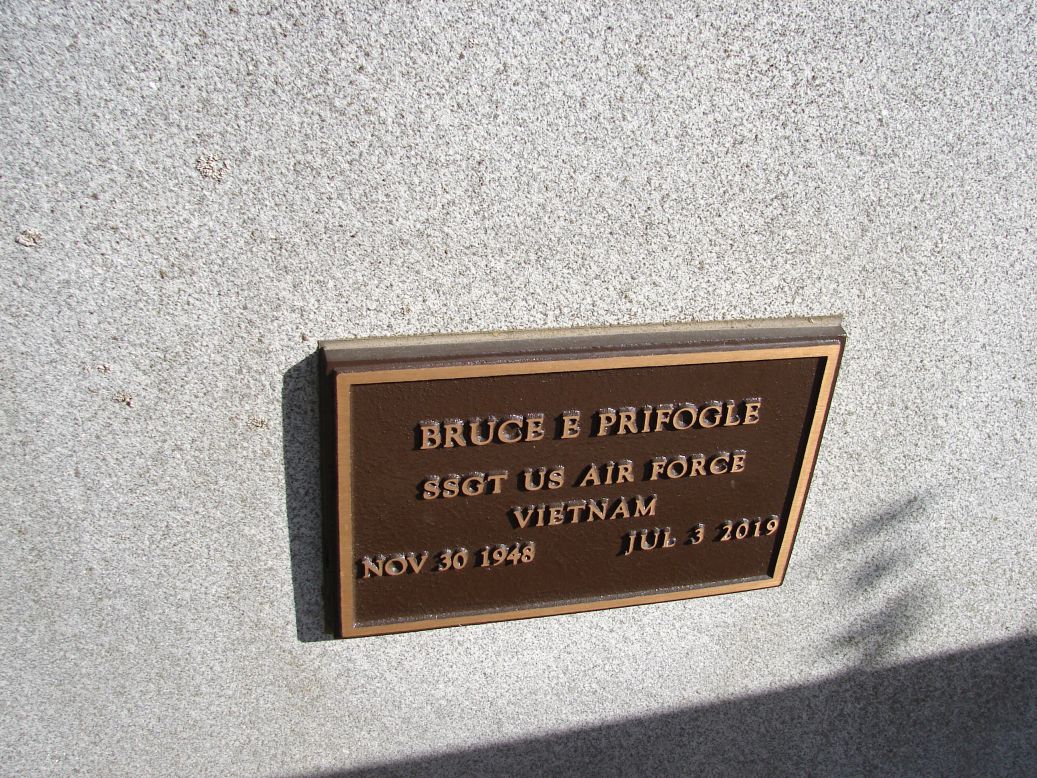 BRUCE E PRIFOGLE
SSGT US AIR FORCE
VIETNAM
NOV 30 1948 JUL 3 2019